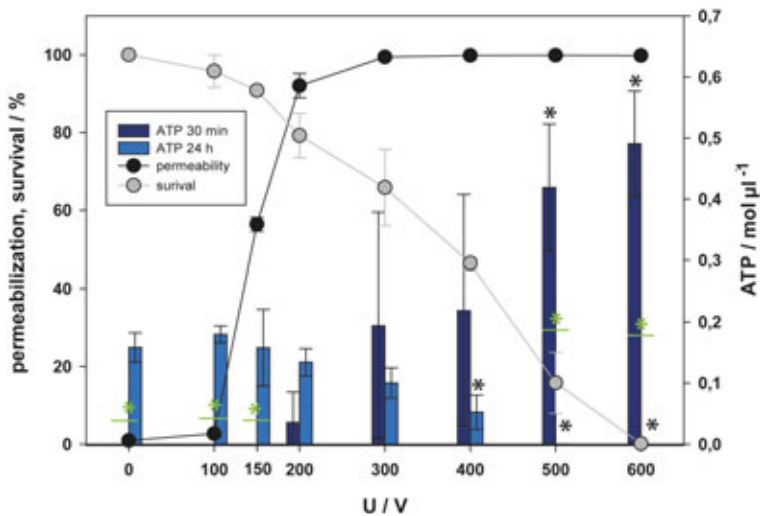 permeabilization, survival / %
100
80
60
40
20
0
ATP 30 min
ATP 24 h
permeability
surival
* * * * * * * * * *
0,7
0,6
0,5
0,4
0,3
0,2
0,1
0,0
ATP / mol µl⁻¹
0 100 150 200 300 400 500 600
U / V